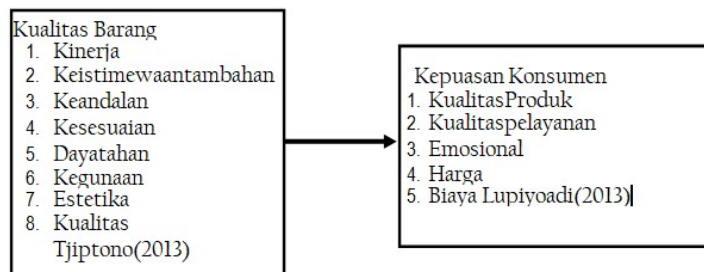 Kualitas Barang
1. Kinerja
2. Keistimewaantambahan
3. Keandalan
4. Kesesuaian
5. Dayatahan
6. Kegunaan
7. Estetika
8. Kualitas
Tjiptono(2013)
Kepuasan Konsumen
1. KualitasProduk
2. Kualitaspelayanan
3. Emosional
4. Harga
5. Biaya Lupiyoadi(2013)